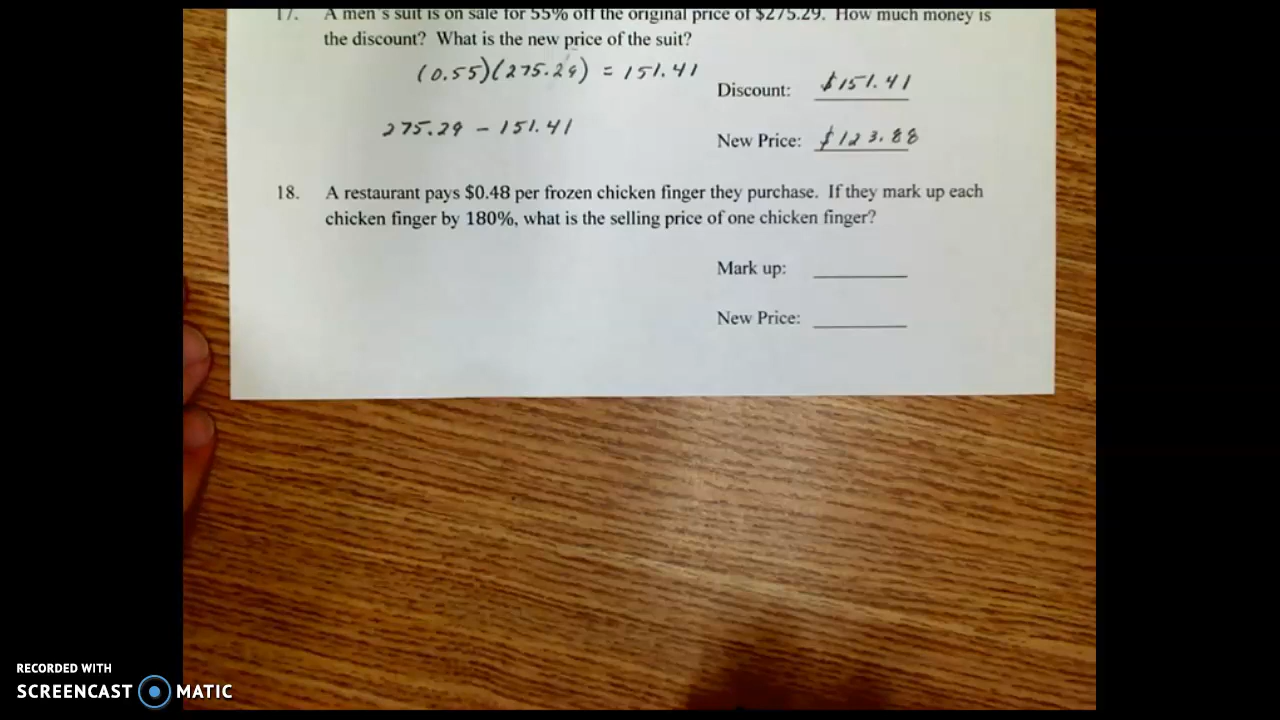 17. A men's suit is on sale for 55% off the original price of $275.29. How much money is
the discount? What is the new price of the suit?
(0.55)(275.29) = 151.41
Discount: $151.41
275.29 - 151.41
New Price: $123.88
18. A restaurant pays $0.48 per frozen chicken finger they purchase. If they mark up each
chicken finger by 180%, what is the selling price of one chicken finger?
Mark up:
New Price:
RECORDED WITH
SCREENCAST MATIC